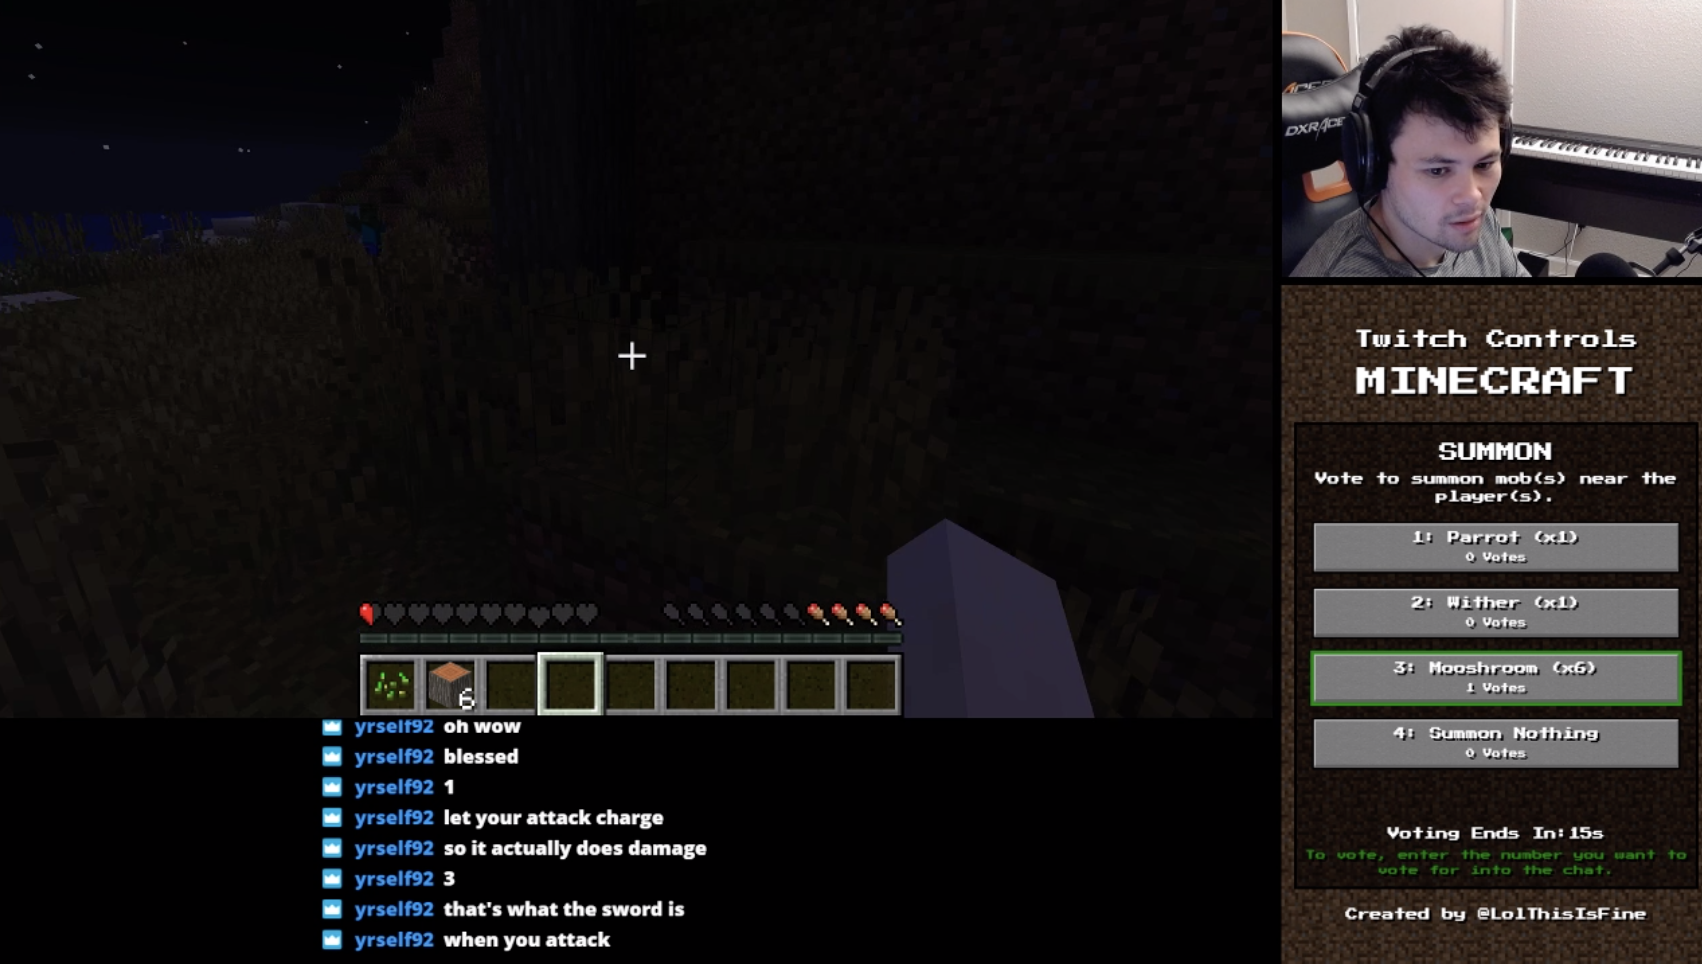 DXRACE
Twitch Controls
MINECRAFT
SUMMON
Vote to summon mob(s) near the
player(s).
1: Parrot (x1)
0 Votes
2: Wither (x1)
0 Votes
3: Mooshroom (x6)
1 Votes
4: Summon Nothing
0 Votes
Voting Ends In:15s
To vote, enter the number you want to
vote for into the chat.
Created by @LolThisIsFine
6
yrself92 oh wow
yrself92 blessed
yrself92 1
yrself92 let your attack charge
yrself92 so it actually does damage
yrself92 3
yrself92 that's what the sword is
yrself92 when you attack